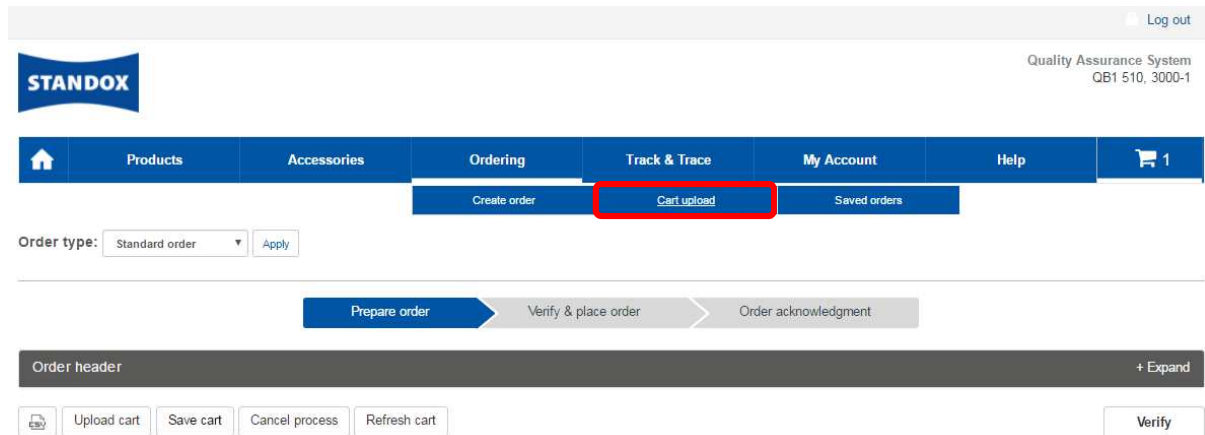 Log out
STANDOX
Quality Assurance System
QB1 510, 3000-1
Products Accessories Ordering Track & Trace My Account Help 1
Create order Cart upload Saved orders
Order type: Standard order Apply
Prepare order Verify & place order Order acknowledgment
Order header + Expand
CSV Upload cart Save cart Cancel process Refresh cart Verify